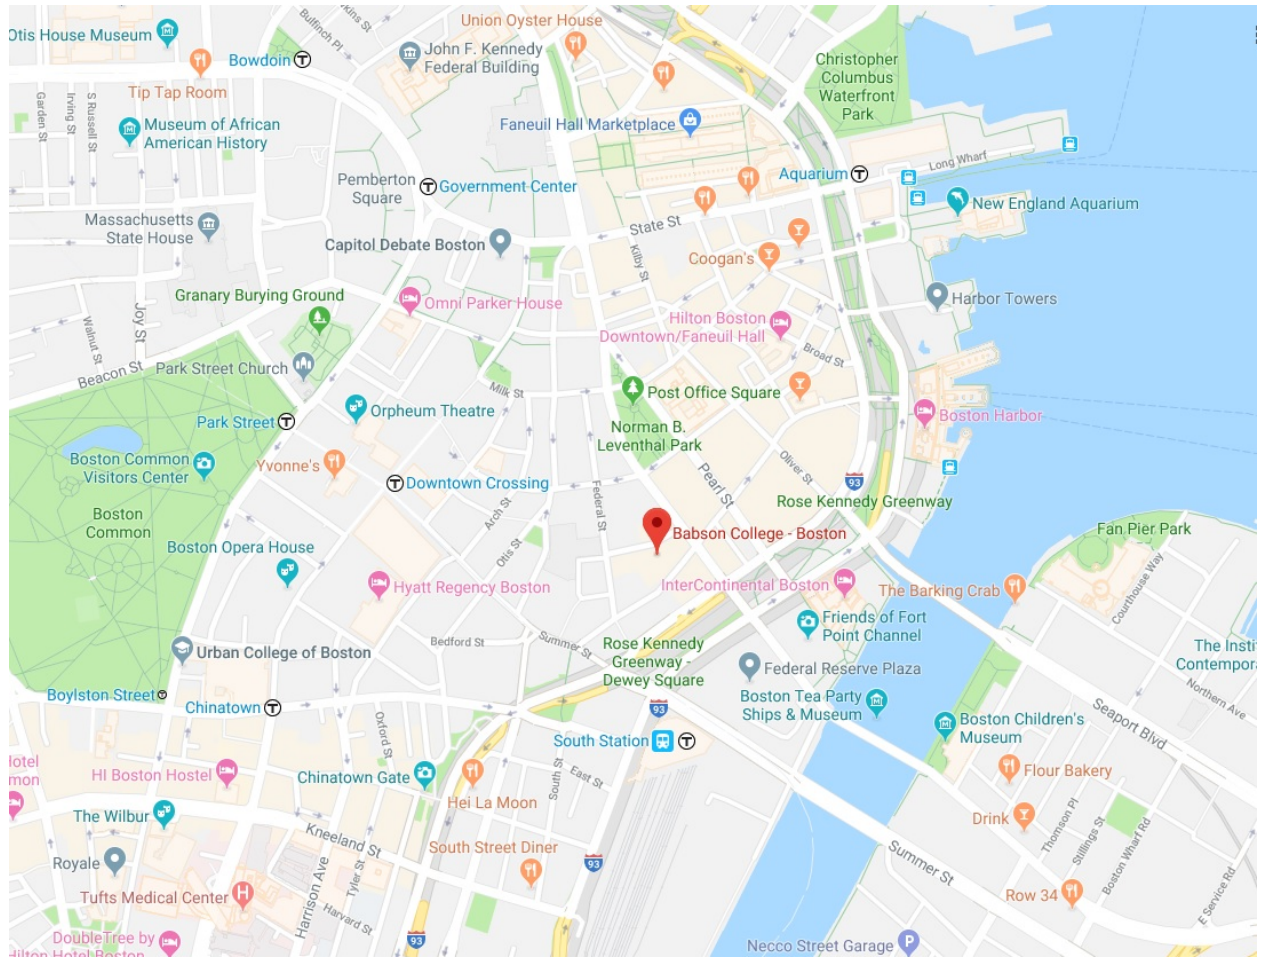 Union Oyster House
Otis House Museum
Bowdoin
Tip Tap Room
Bulfinch Pl
John F. Kennedy
Federal Building
Christopher
Columbus
Waterfront
Park
Garden St
Irving St
S Russell St
Museum of African
American History
Faneuil Hall Marketplace
Pemberton
Square
Government Center
Aquarium
Long Wharf
New England Aquarium
Massachusetts
State House
Capitol Debate Boston
State St
Kilby St
Coogan's
Granary Burying Ground
Omni Parker House
Harbor Towers
Joy St
Walnut St
Beacon St
Park Street Church
Hilton Boston
Downtown/Faneuil Hall
Broad St
Milk St
Post Office Square
Norman B.
Leventhal Park
Orpheum Theatre
Park Street
Boston Harbor
Boston Common
Visitors Center
Yvonne's
Downtown Crossing
Boston
Common
Arch St
Otis St
Federal St
Pearl St
Oliver St
93
Rose Kennedy Greenway
Babson College - Boston
Fan Pier Park
Courthouse Way
Boston Opera House
Hyatt Regency Boston
InterContinental Boston
The Barking Crab
Friends of Fort
Point Channel
Bedford St
Summer St
Rose Kennedy
Greenway -
Dewey Square
Urban College of Boston
Federal Reserve Plaza
The Insti
Contempora
Northern Ave
Boylston Street
Chinatown
Oxford St
93
Boston Tea Party
Ships & Museum
Boston Children's
Museum
Seaport Blvd
South Station
HI Boston Hostel
Chinatown Gate
South St
East St
Hei La Moon
Flour Bakery
Drink
Thomson Pl
Stillings St
Boston Wharf Rd
The Wilbur
Kneeland St
South Street Diner
93
Summer St
Royale
Tufts Medical Center
Harrison Ave
Tyler St
Harvard St
Row 34
E Service Rd
93
DoubleTree by
Hilton Hotel Boston
Necco Street Garage